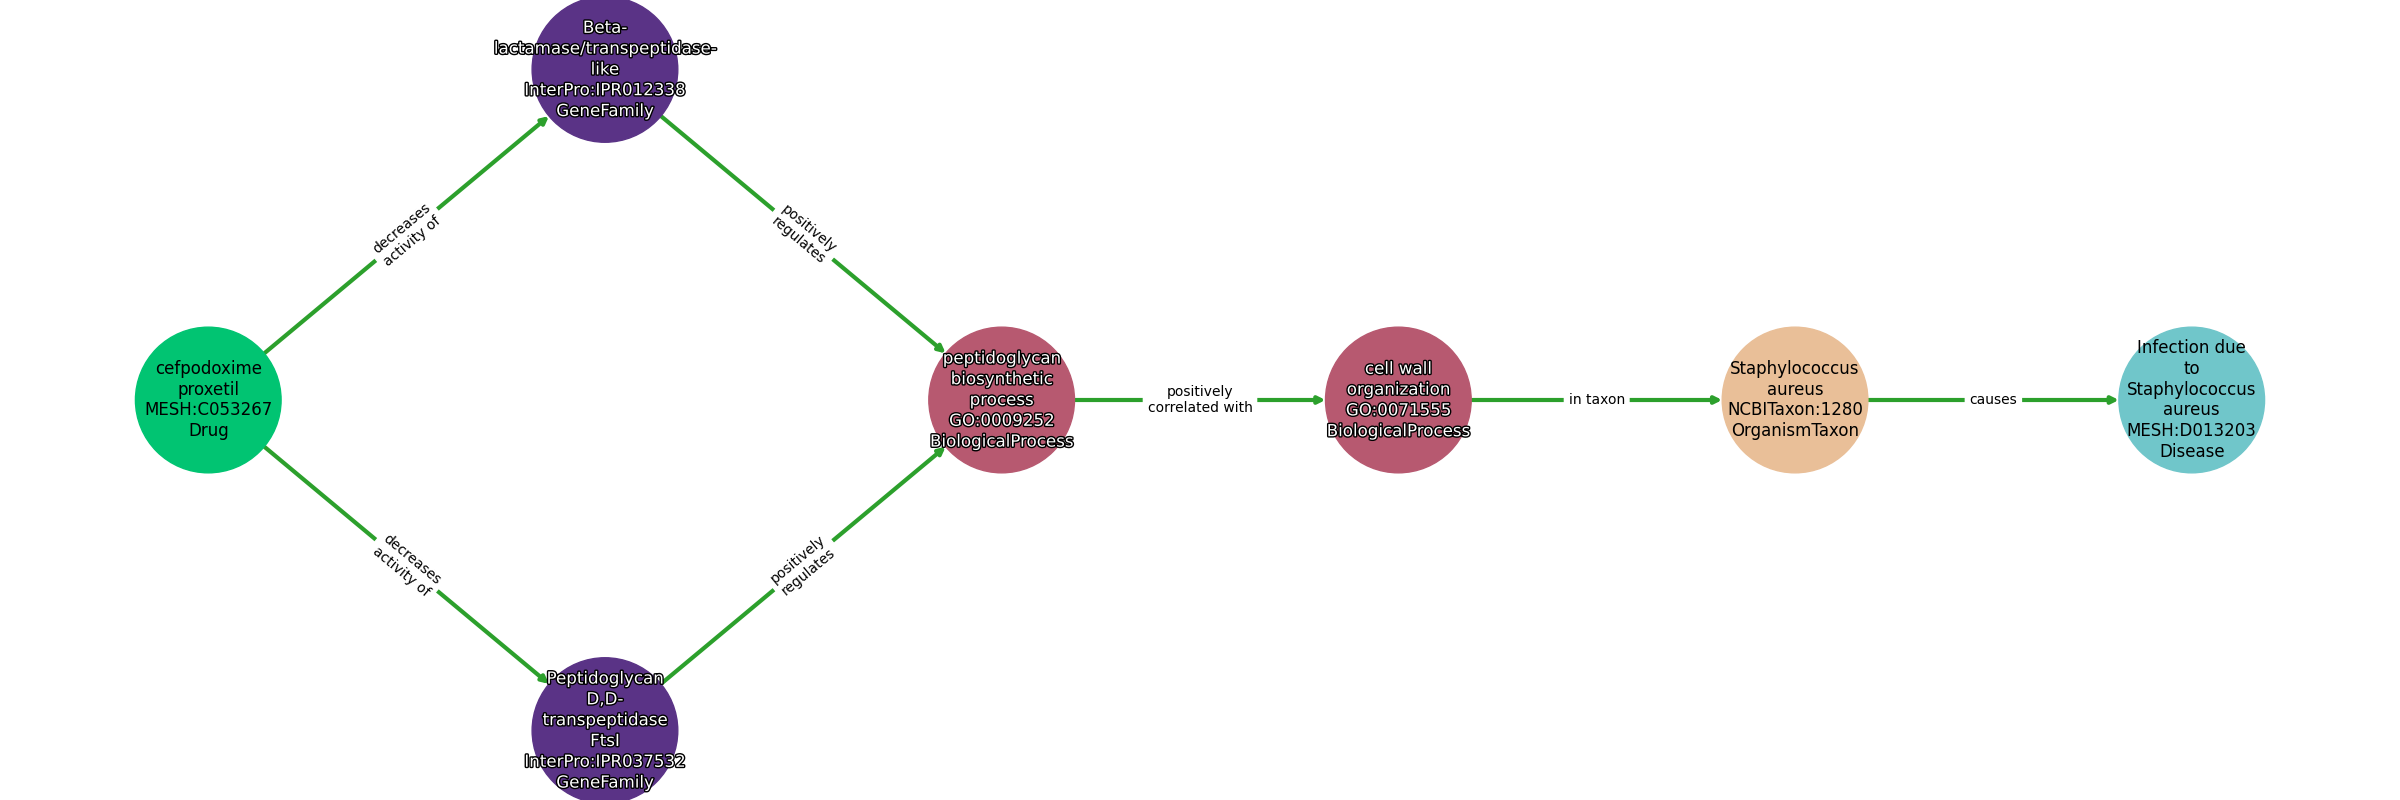 Beta-
lactamase/transpeptidase-
like
InterPro:IPR012338
GeneFamily
decreases
activity of
positively
regulates
cefpodoxime
proxetil
MESH:C053267
Drug
peptidoglycan
biosynthetic
process
GO:0009252
BiologicalProcess
positively
correlated with
cell wall
organization
GO:0071555
BiologicalProcess
in taxon
Staphylococcus
aureus
NCBITaxon:1280
OrganismTaxon
causes
Infection due
to
Staphylococcus
aureus
MESH:D013203
Disease
decreases
activity of
positively
regulates
Peptidoglycan
D,D-
transpeptidase
FtsI
InterPro:IPR037532
GeneFamily